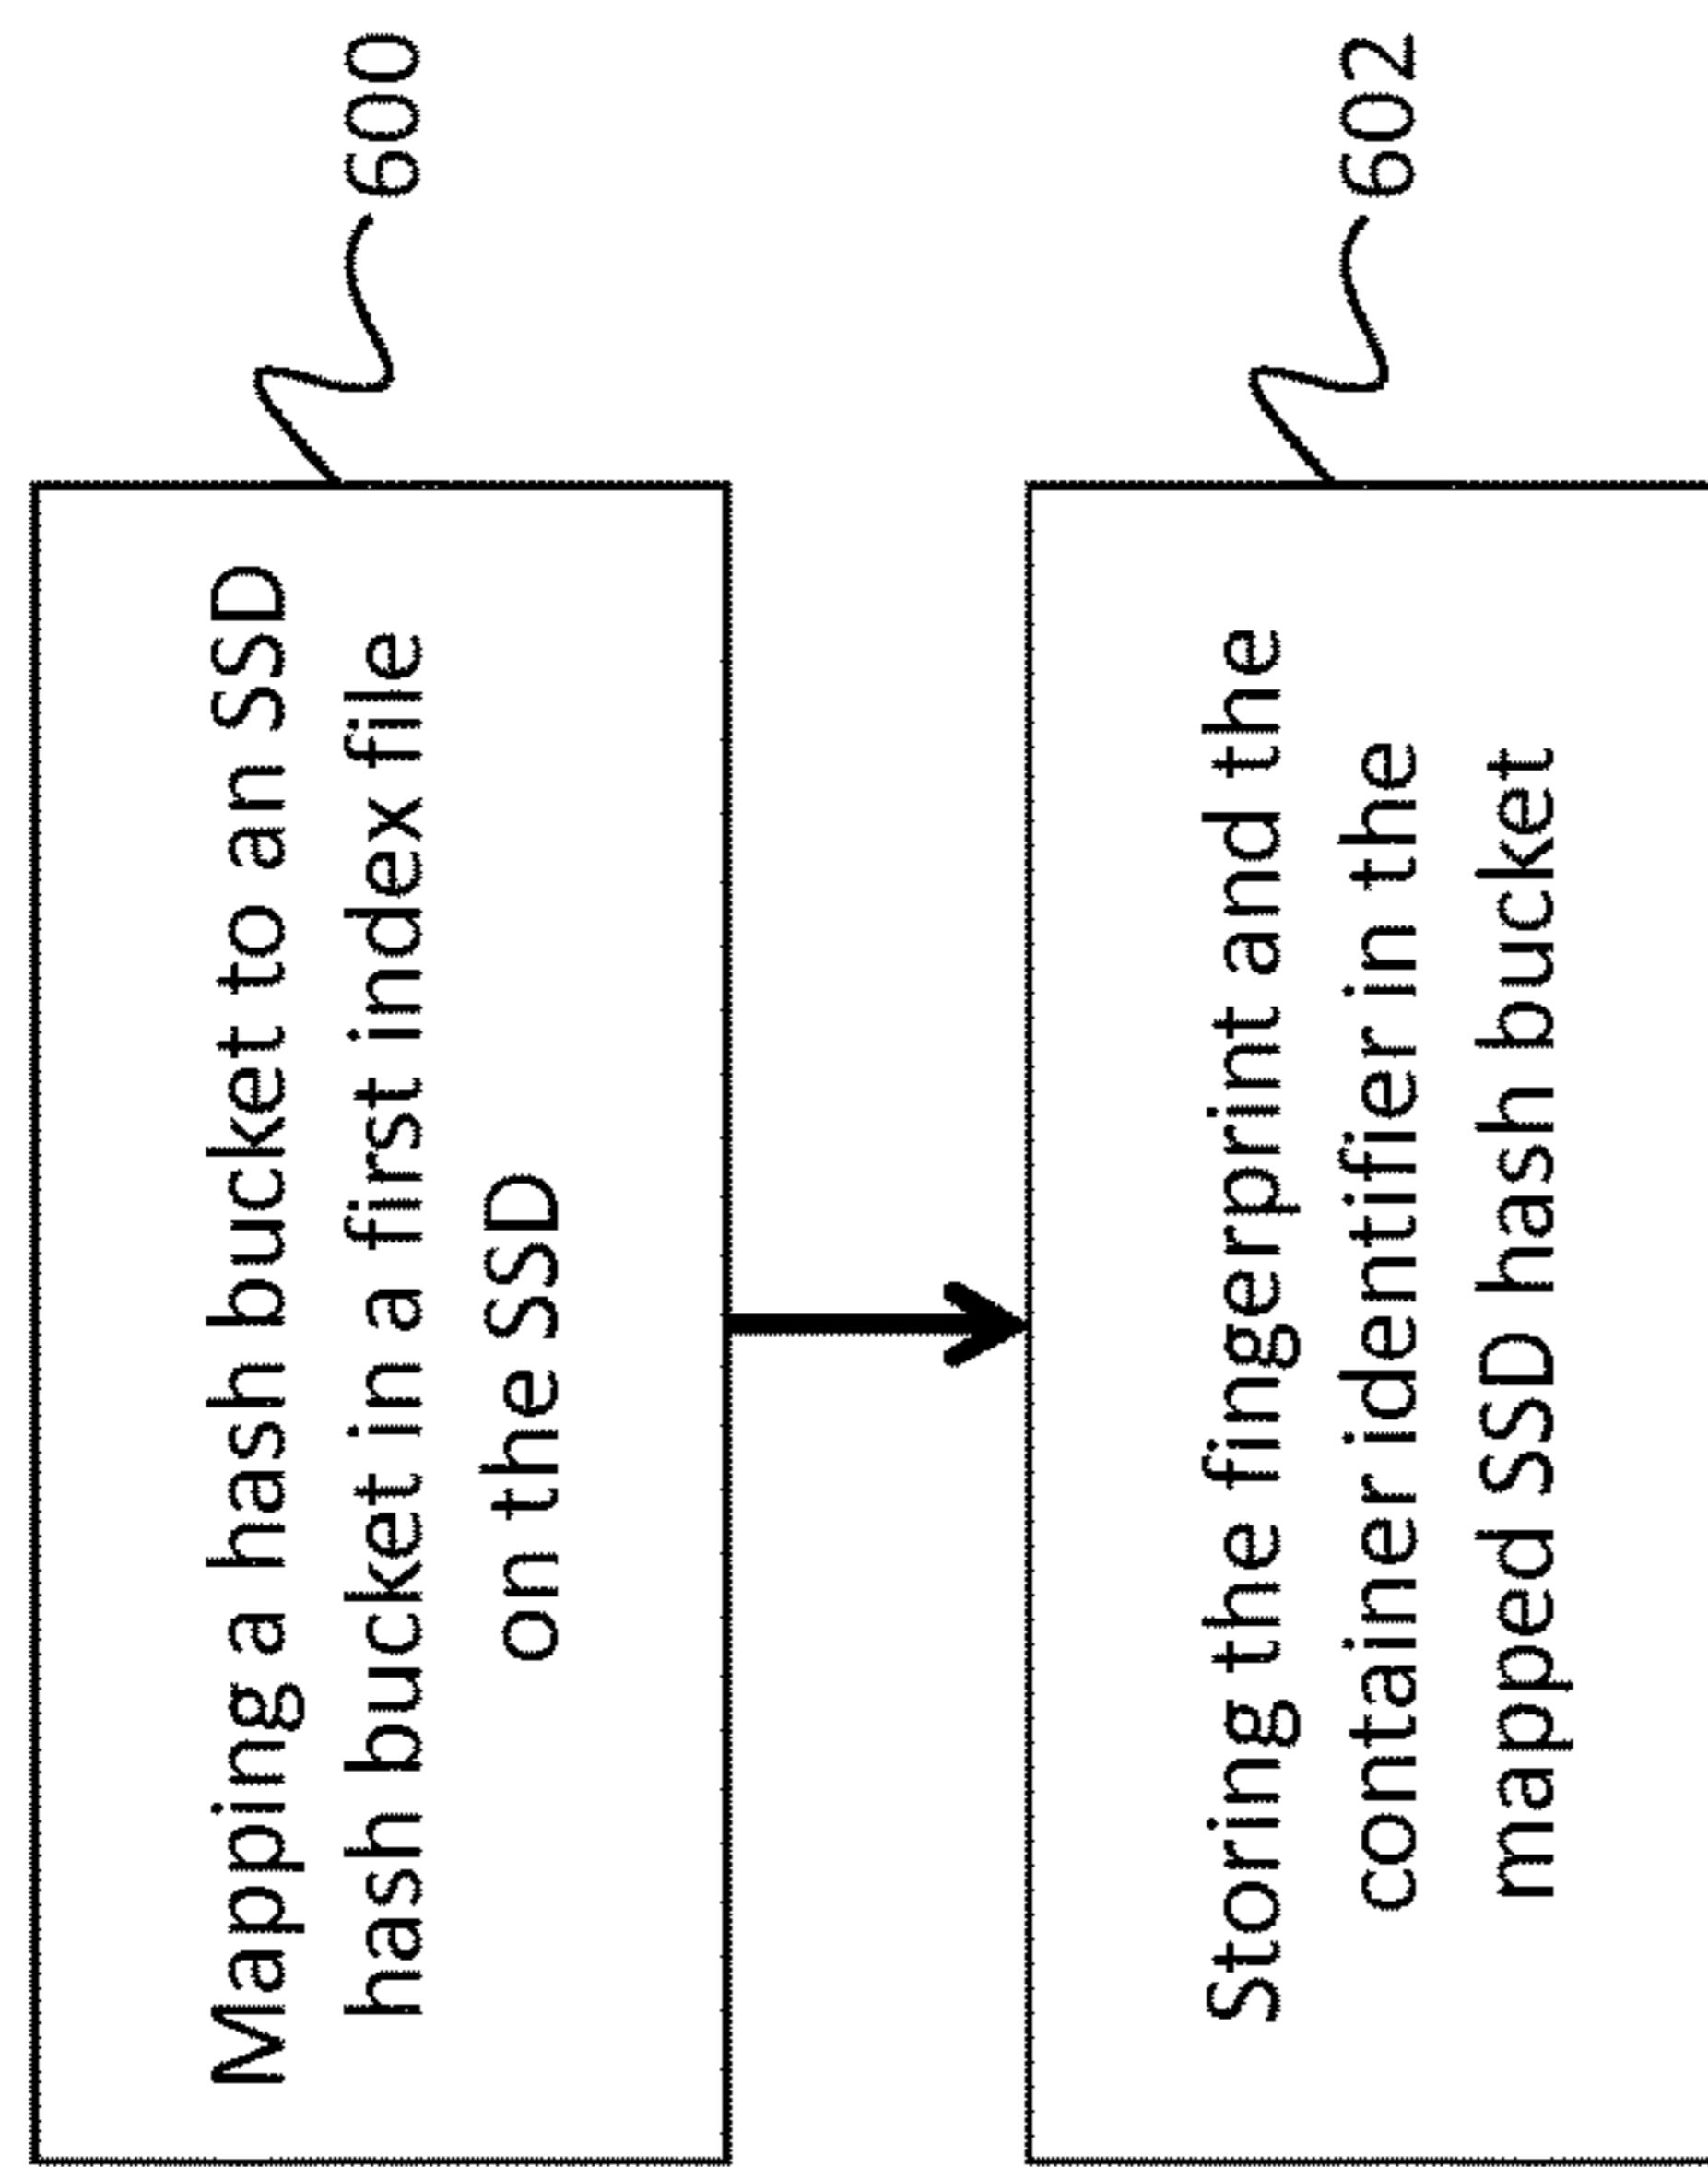 Mapping a hash bucket to an SSD
hash bucket in a first index file
on the SSD
600
Storing the fingerprint and the
container identifier in the
mapped SSD hash bucket
602